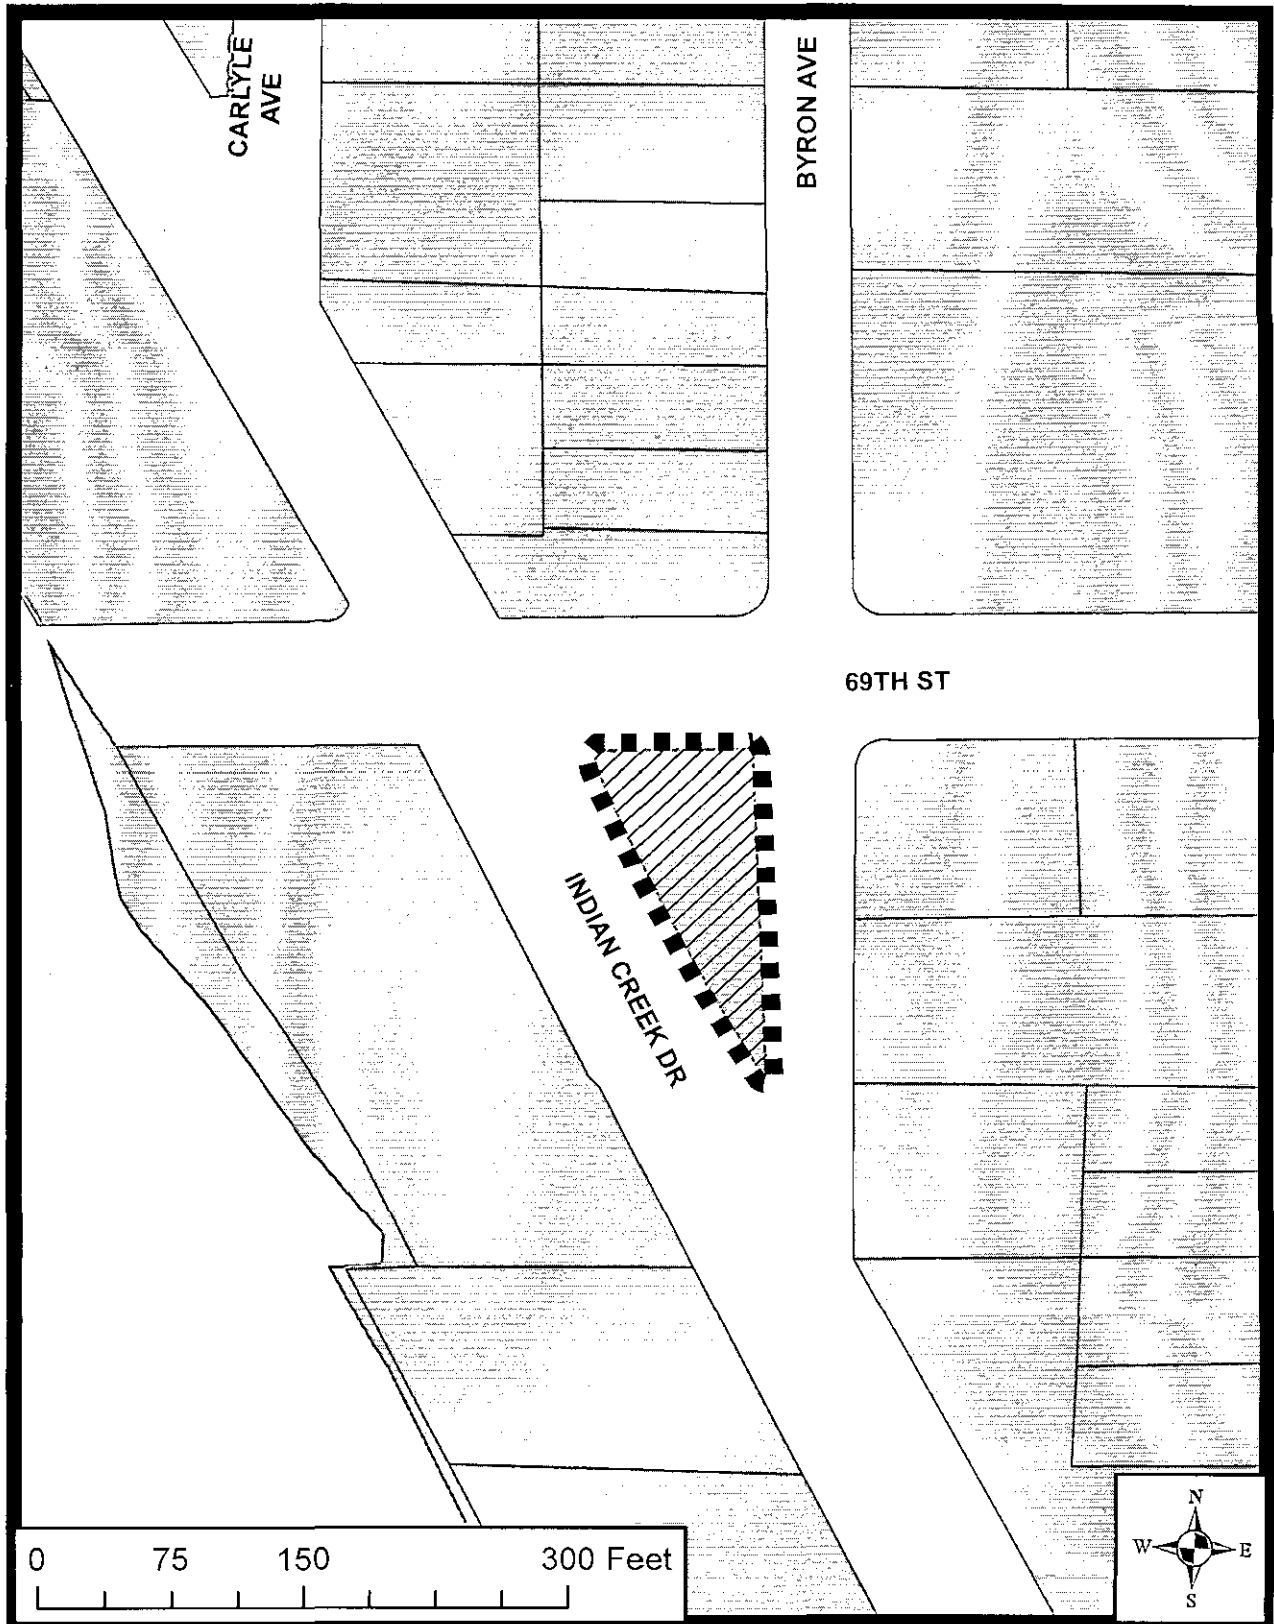 CARLYLE
AVE
BYRON AVE
69TH ST
INDIAN CREEK DR
0 75 150 300 Feet
N
W E
S